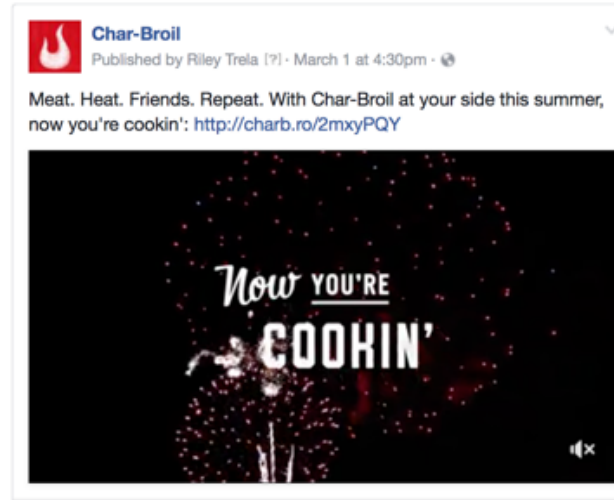 Char-Broil
Published by Riley Trela [?] · March 1 at 4:30pm ·
Meat. Heat. Friends. Repeat. With Char-Broil at your side this summer,
now you're cookin': http://charb.ro/2mxyPQY
Now YOU'RE
COOKIN'